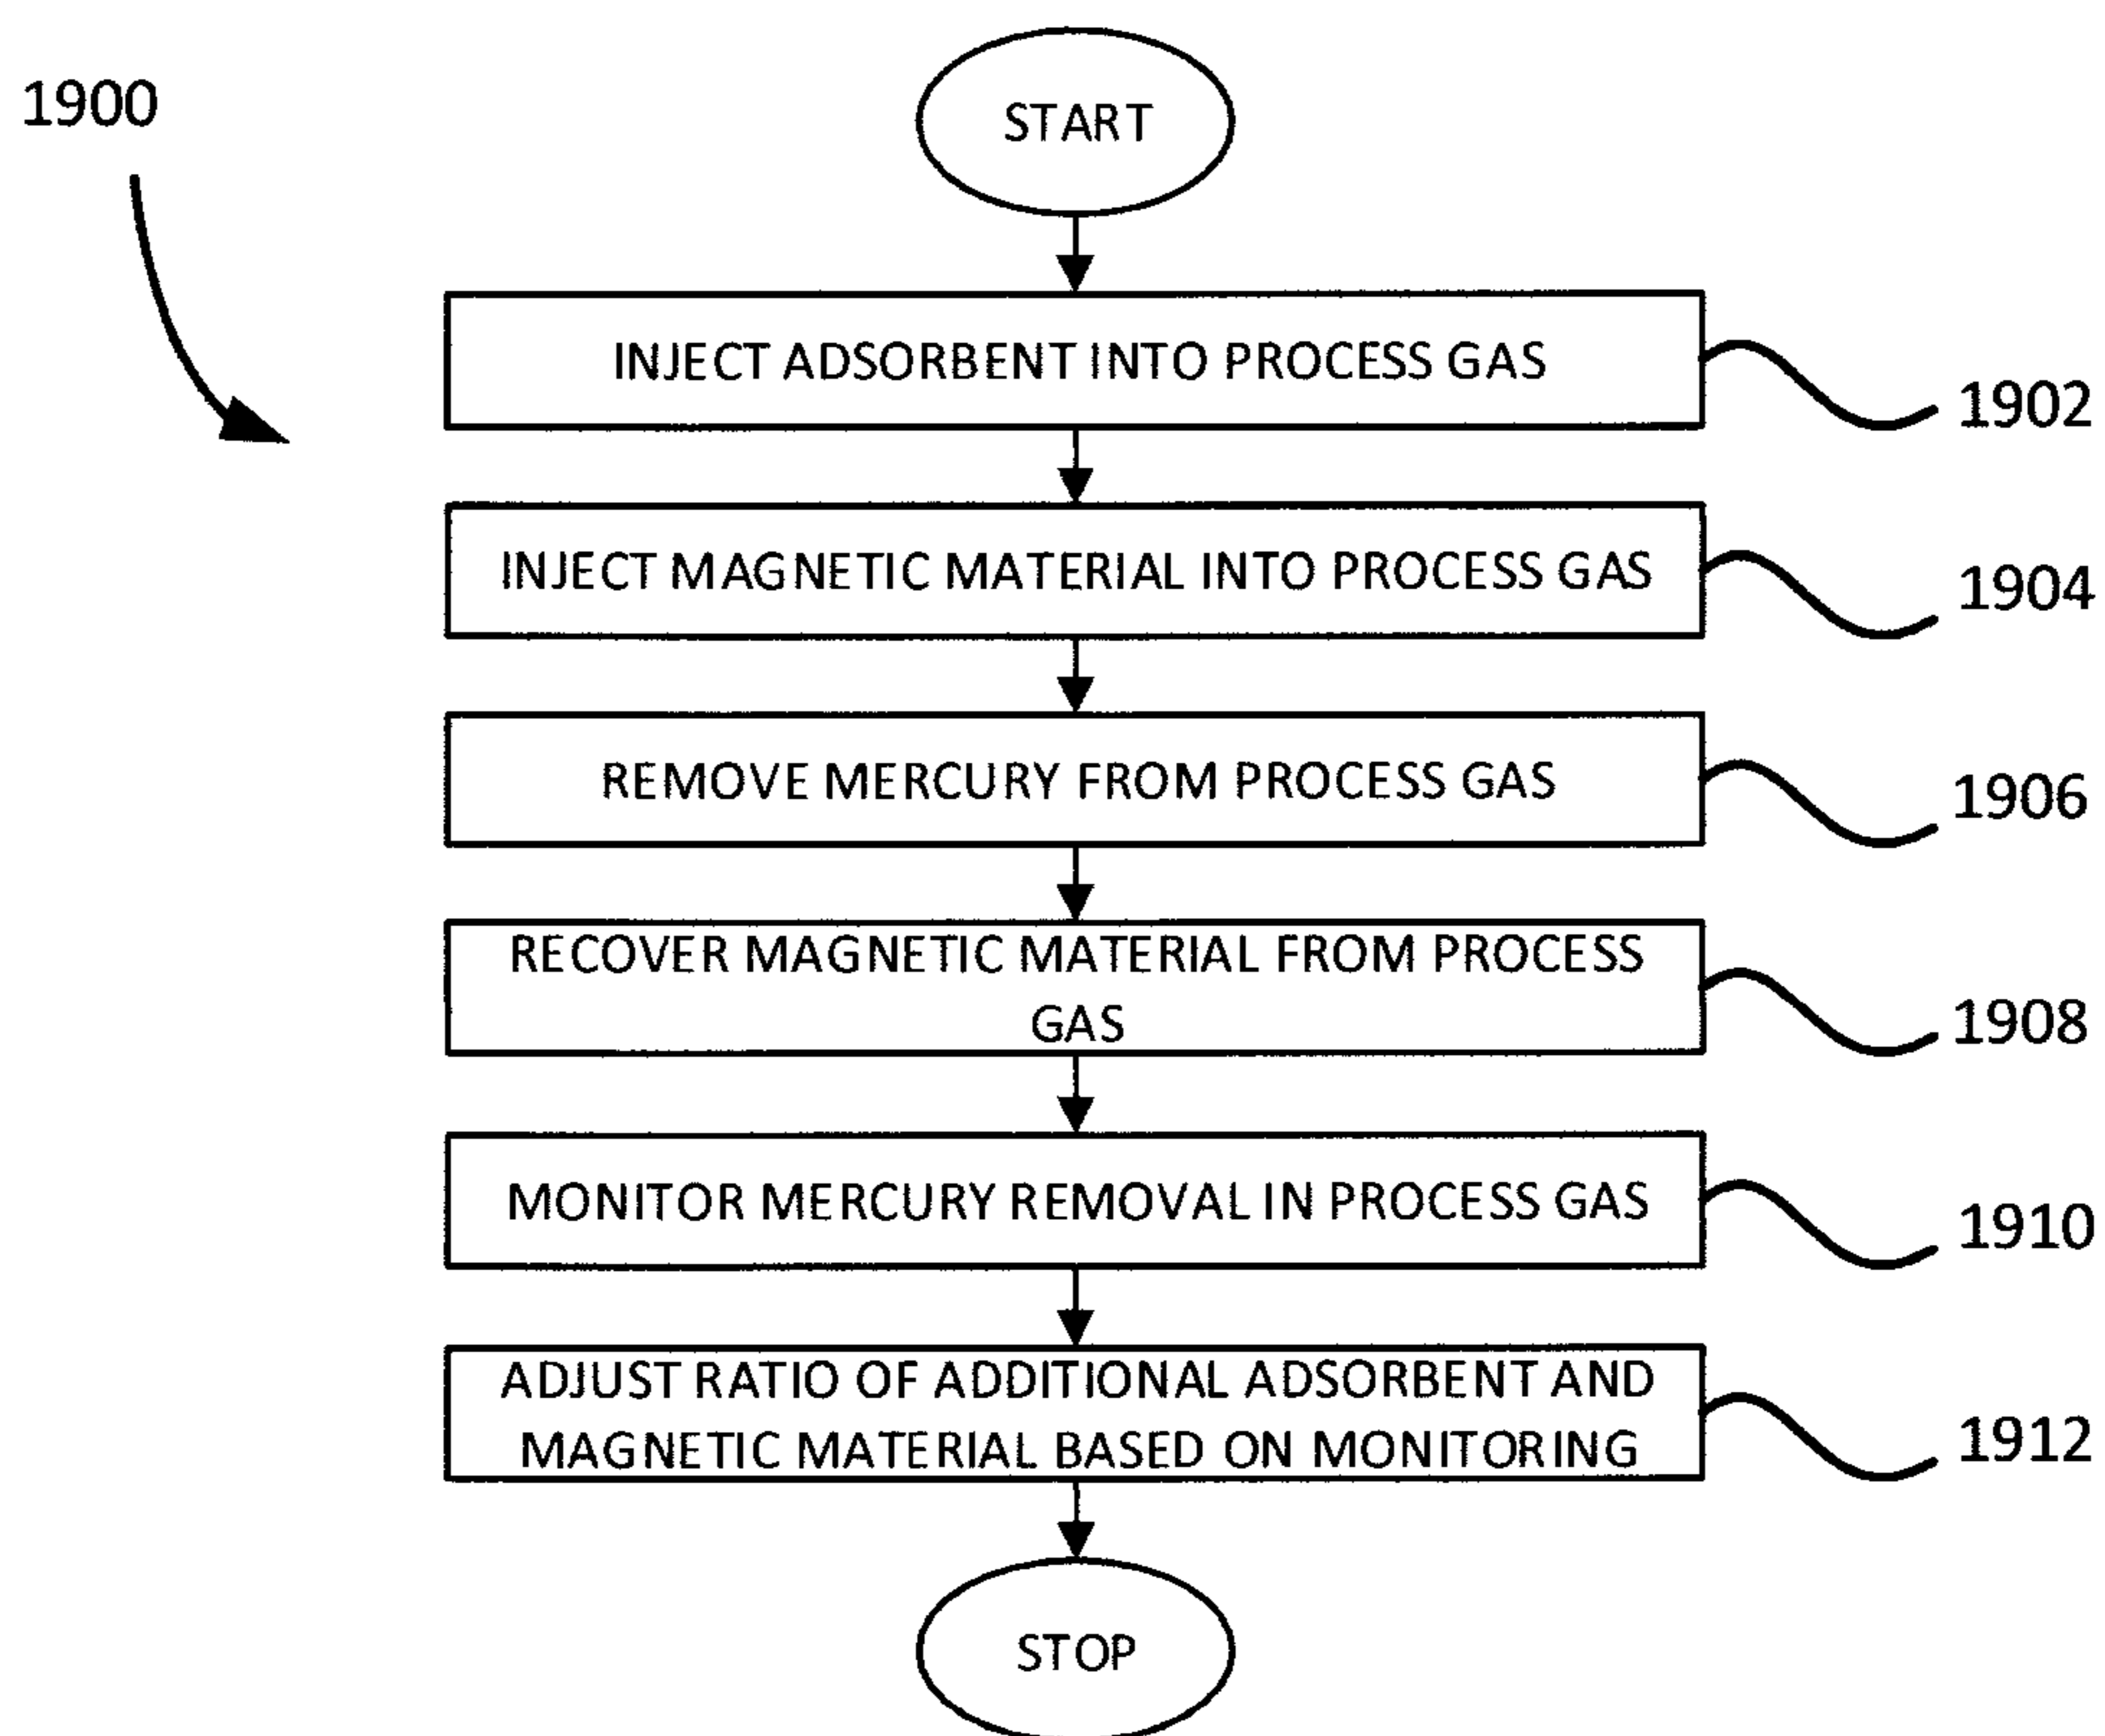 1900
START
INJECT ADSORBENT INTO PROCESS GAS
1902
INJECT MAGNETIC MATERIAL INTO PROCESS GAS
1904
REMOVE MERCURY FROM PROCESS GAS
1906
RECOVER MAGNETIC MATERIAL FROM PROCESS
GAS
1908
MONITOR MERCURY REMOVAL IN PROCESS GAS
1910
ADJUST RATIO OF ADDITIONAL ADSORBENT AND
MAGNETIC MATERIAL BASED ON MONITORING
1912
STOP